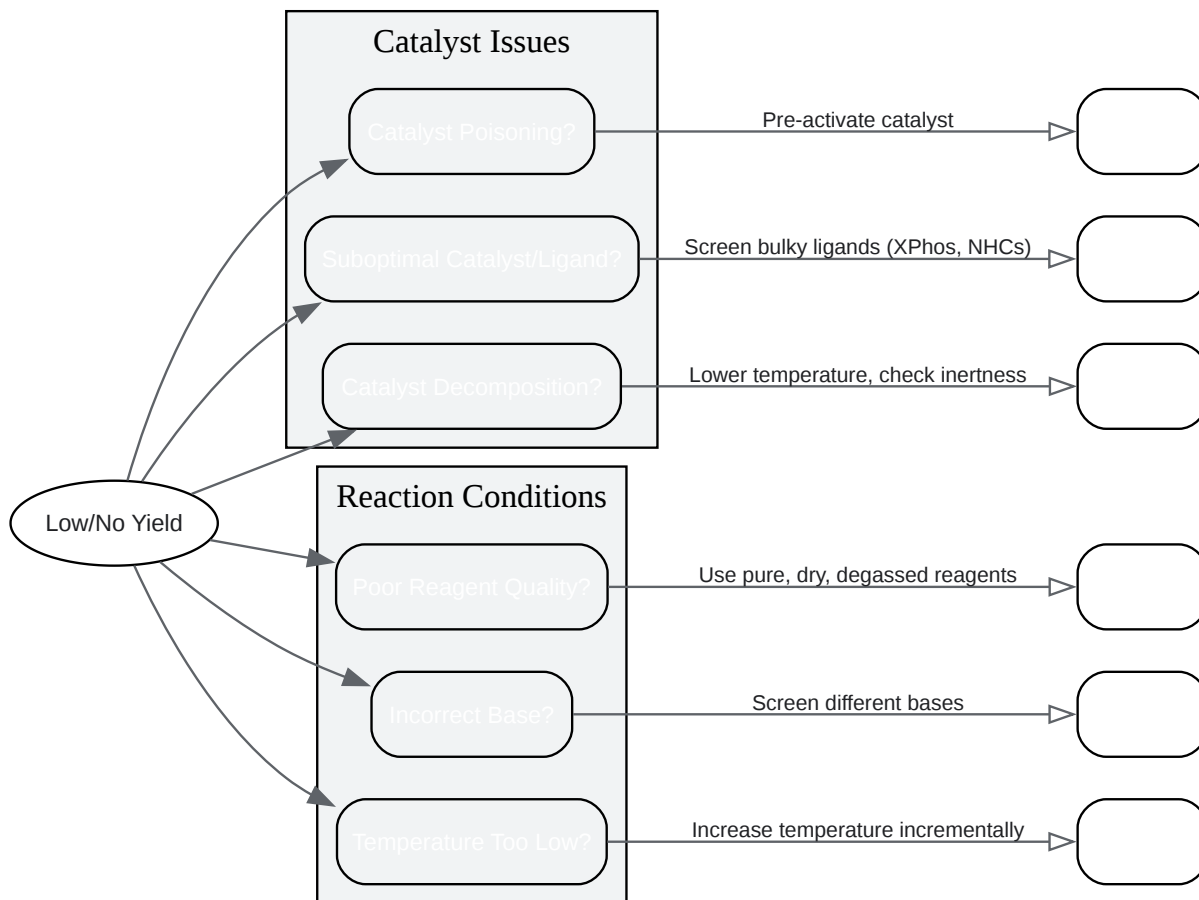 Catalyst Issues
Catalyst Poisoning?
Pre-activate catalyst
Suboptimal Catalyst/Ligand?
Screen bulky ligands (XPhos, NHCs)
Catalyst Decomposition?
Lower temperature, check inertness
Low/No Yield
Reaction Conditions
Poor Reagent Quality?
Use pure, dry, degassed reagents
Incorrect Base?
Screen different bases
Temperature Too Low?
Increase temperature incrementally